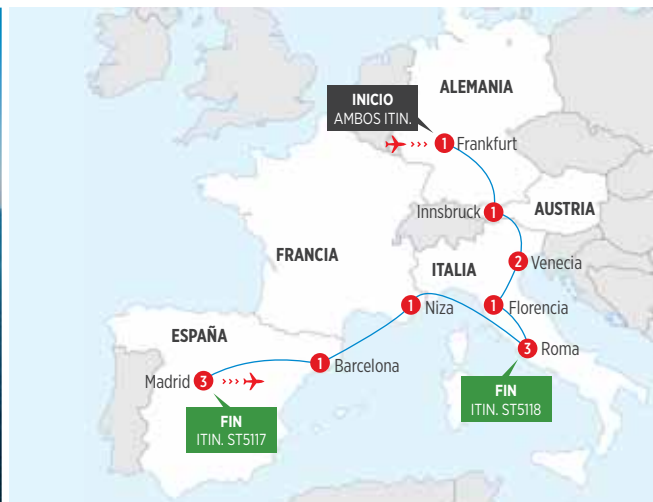 ALEMANIA
INICIO
AMBOS ITIN.
1 Frankfurt
Innsbruck 1
AUSTRIA
FRANCIA
2 Venecia
ITALIA
1 Niza
1 Florencia
ESPAÑA
3 Roma
1 Barcelona
Madrid 3
FIN
ITIN. ST5118
FIN
ITIN. ST5117